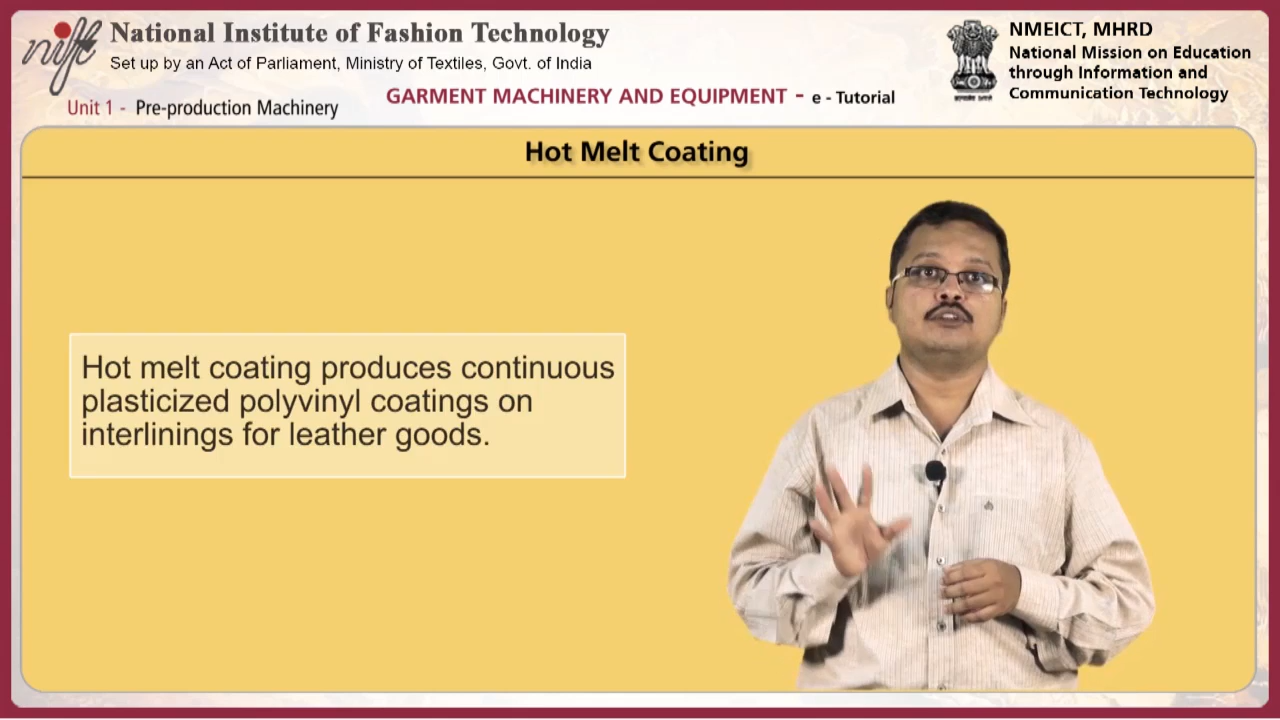 nift
National Institute of Fashion Technology
Set up by an Act of Parliament, Ministry of Textiles, Govt. of India
NMEICT, MHRD
National Mission on Education
through Information and
Communication Technology
Unit 1 - Pre-production Machinery
GARMENT MACHINERY AND EQUIPMENT - e - Tutorial
Hot Melt Coating
Hot melt coating produces continuous
plasticized polyvinyl coatings on
interlinings for leather goods.